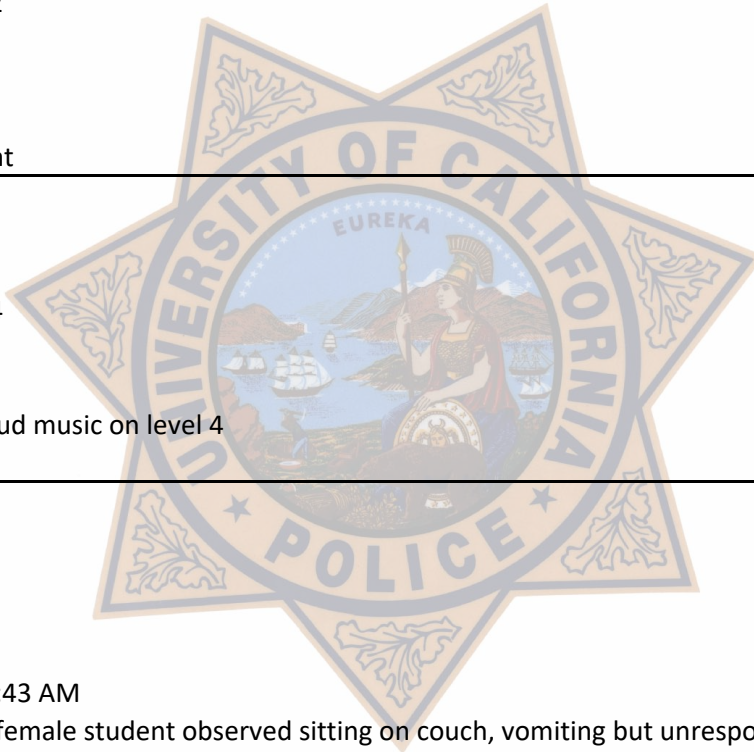 nt
UNIVERSITY OF CALIFORNIA
EUREKA
ud music on level 4
POLICE
:43 AM
female student observed sitting on couch, vomiting but unrespo